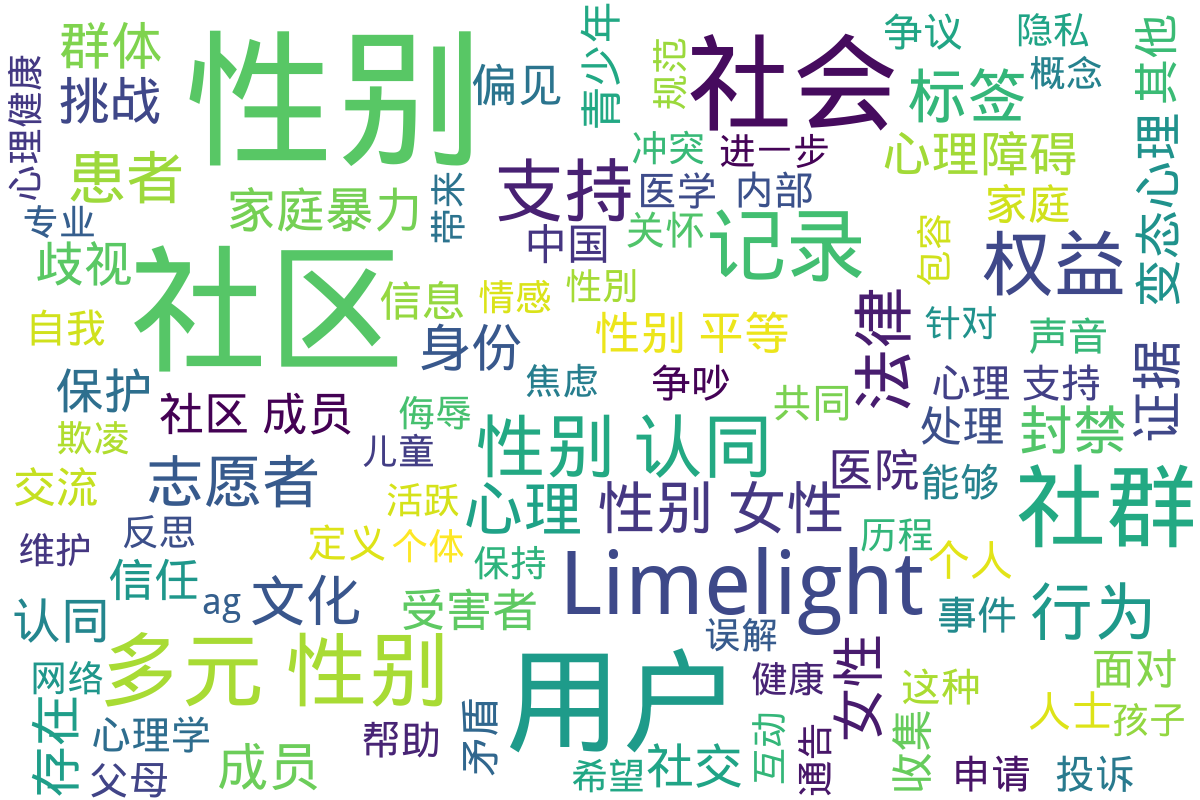 性别
社区
社会
用户
Limelight
多元 性别
社群
记录
支持
权益
法律
性别 认同
心理
性别 女性
志愿者
文化
行为
女性
标签
患者
群体
挑战
偏见
青少年
规范
争议
隐私
概念
其他
变态心理
心理健康
专业
歧视
自我
家庭暴力
带来
冲突
进一步
医学
内部
中国
关怀
心理障碍
家庭
包容
针对
声音
证据
信息
情感
性別
身份
性别 平等
保护
社区 成员
焦虑
争吵
共同
心理 支持
处理
封禁
欺凌
侮辱
儿童
交流
活跃
医院
能够
反思
维护
定义
个体
历程
保持
个人
信任
ag
认同
受害者
误解
事件
网络
存在
心理学
父母
成员
帮助
矛盾
希望
社交
互动
健康
通告
收集
这种
面对
人士
孩子
申请
投诉